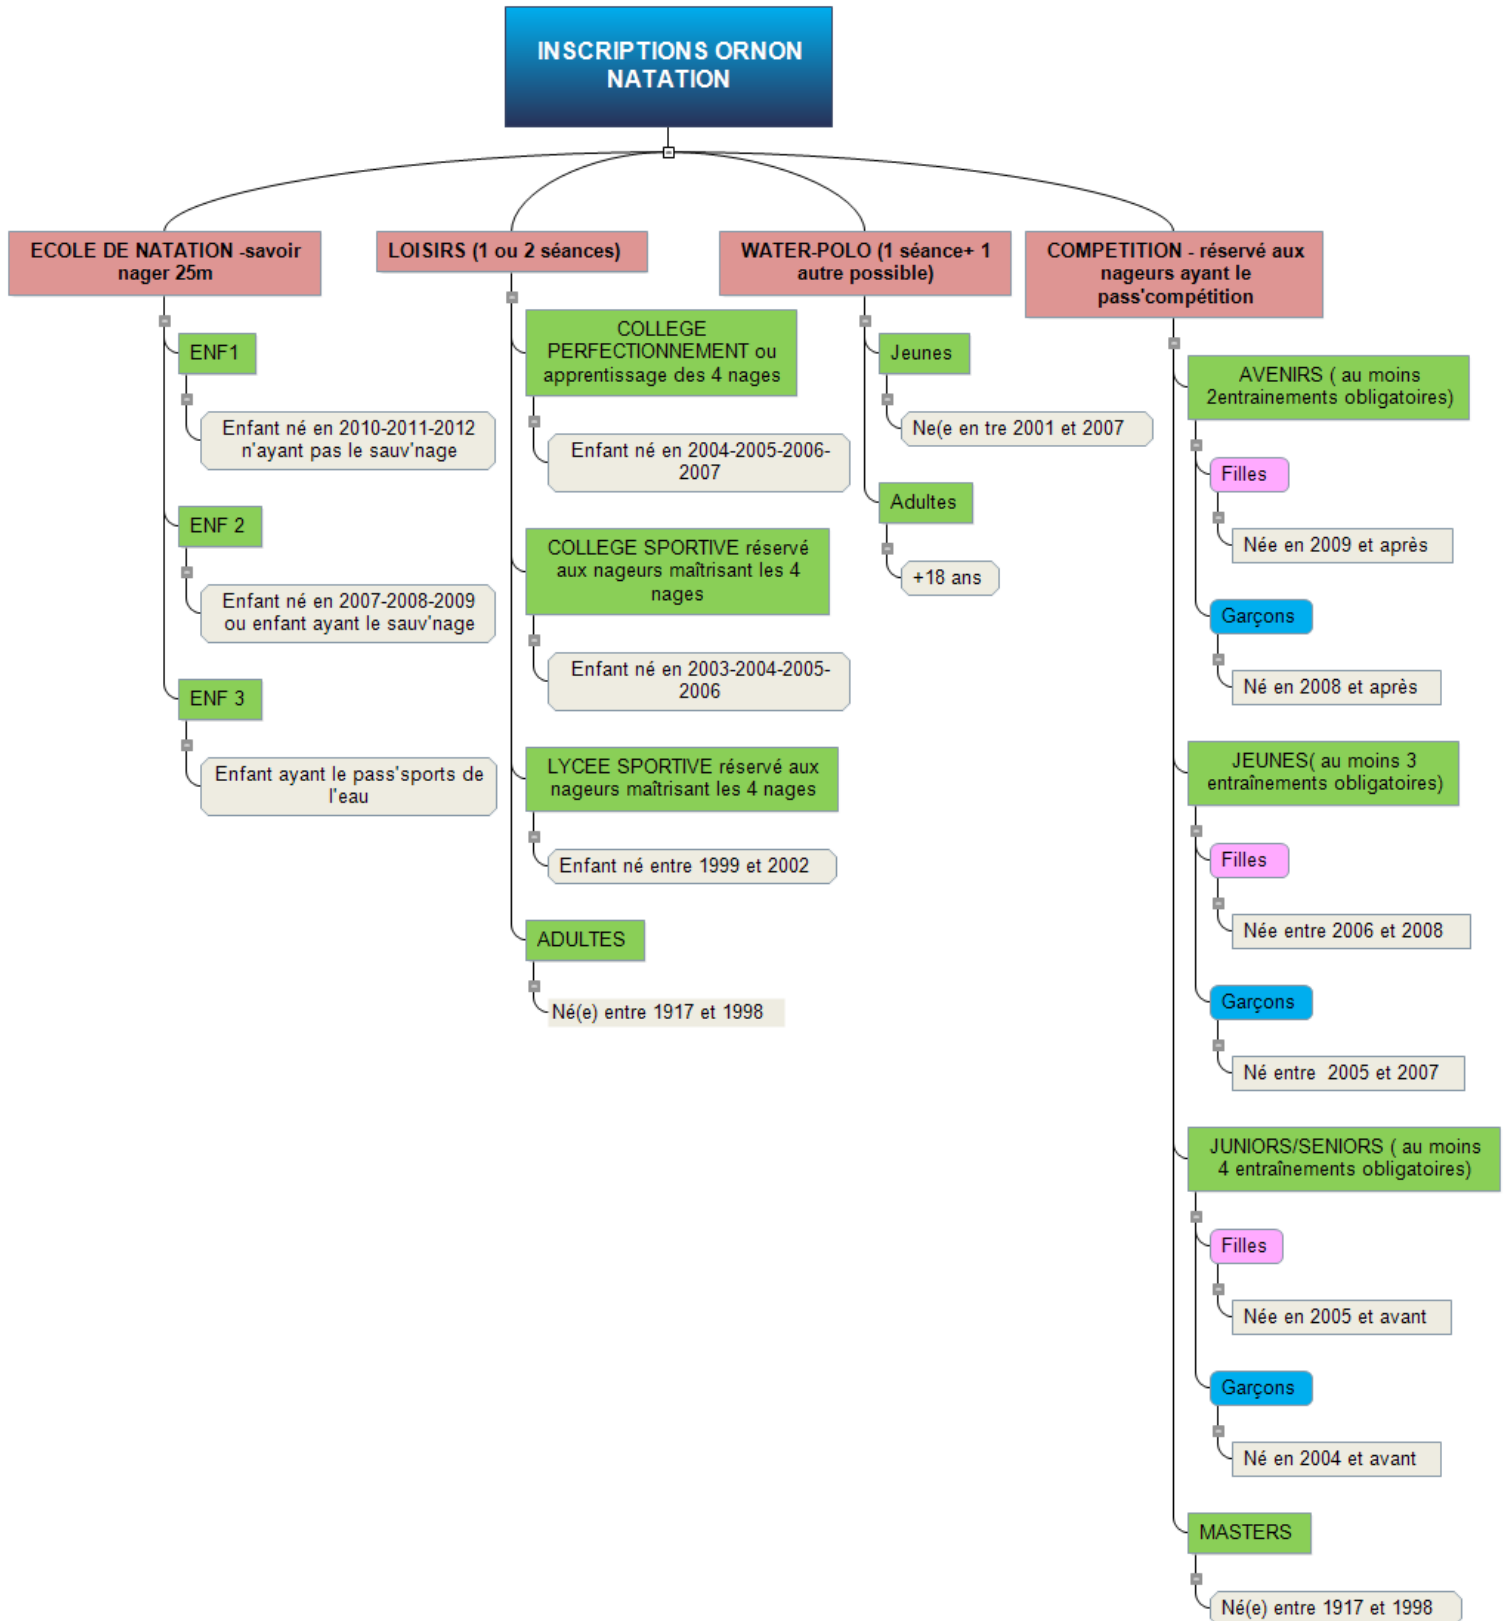 INSCRIPTIONS ORNON
NATATION
ECOLE DE NATATION -savoir
nager 25m
ENF1
Enfant né en 2010-2011-2012
n'ayant pas le sauv'nage
ENF 2
Enfant né en 2007-2008-2009
ou enfant ayant le sauv'nage
ENF 3
Enfant ayant le pass'sports de
l'eau
LOISIRS (1 ou 2 séances)
COLLEGE
PERFECTIONNEMENT ou
apprentissage des 4 nages
Enfant né en 2004-2005-2006-
2007
COLLEGE SPORTIVE réservé
aux nageurs maîtrisant les 4
nages
Enfant né en 2003-2004-2005-
2006
LYCEE SPORTIVE réservé aux
nageurs maîtrisant les 4 nages
Enfant né entre 1999 et 2002
ADULTES
Né(e) entre 1917 et 1998
WATER-POLO (1 séance+ 1
autre possible)
Jeunes
Ne(e en tre 2001 et 2007
Adultes
+18 ans
COMPETITION - réservé aux
nageurs ayant le
pass'compétition
AVENIRS ( au moins
2entrainements obligatoires)
Filles
Née en 2009 et après
Garçons
Né en 2008 et après
JEUNES( au moins 3
entraînements obligatoires)
Filles
Née entre 2006 et 2008
Garçons
Né entre  2005 et 2007
JUNIORS/SENIORS ( au moins
4 entraînements obligatoires)
Filles
Née en 2005 et avant
Garçons
Né en 2004 et avant
MASTERS
Né(e) entre 1917 et 1998